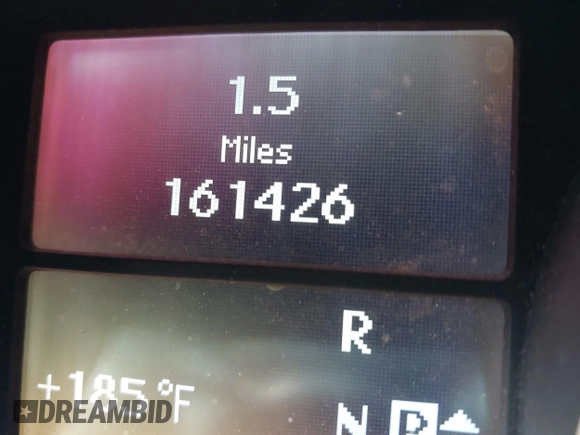 1.5
Miles
161426
R
+185°F
N P
DREAMBID